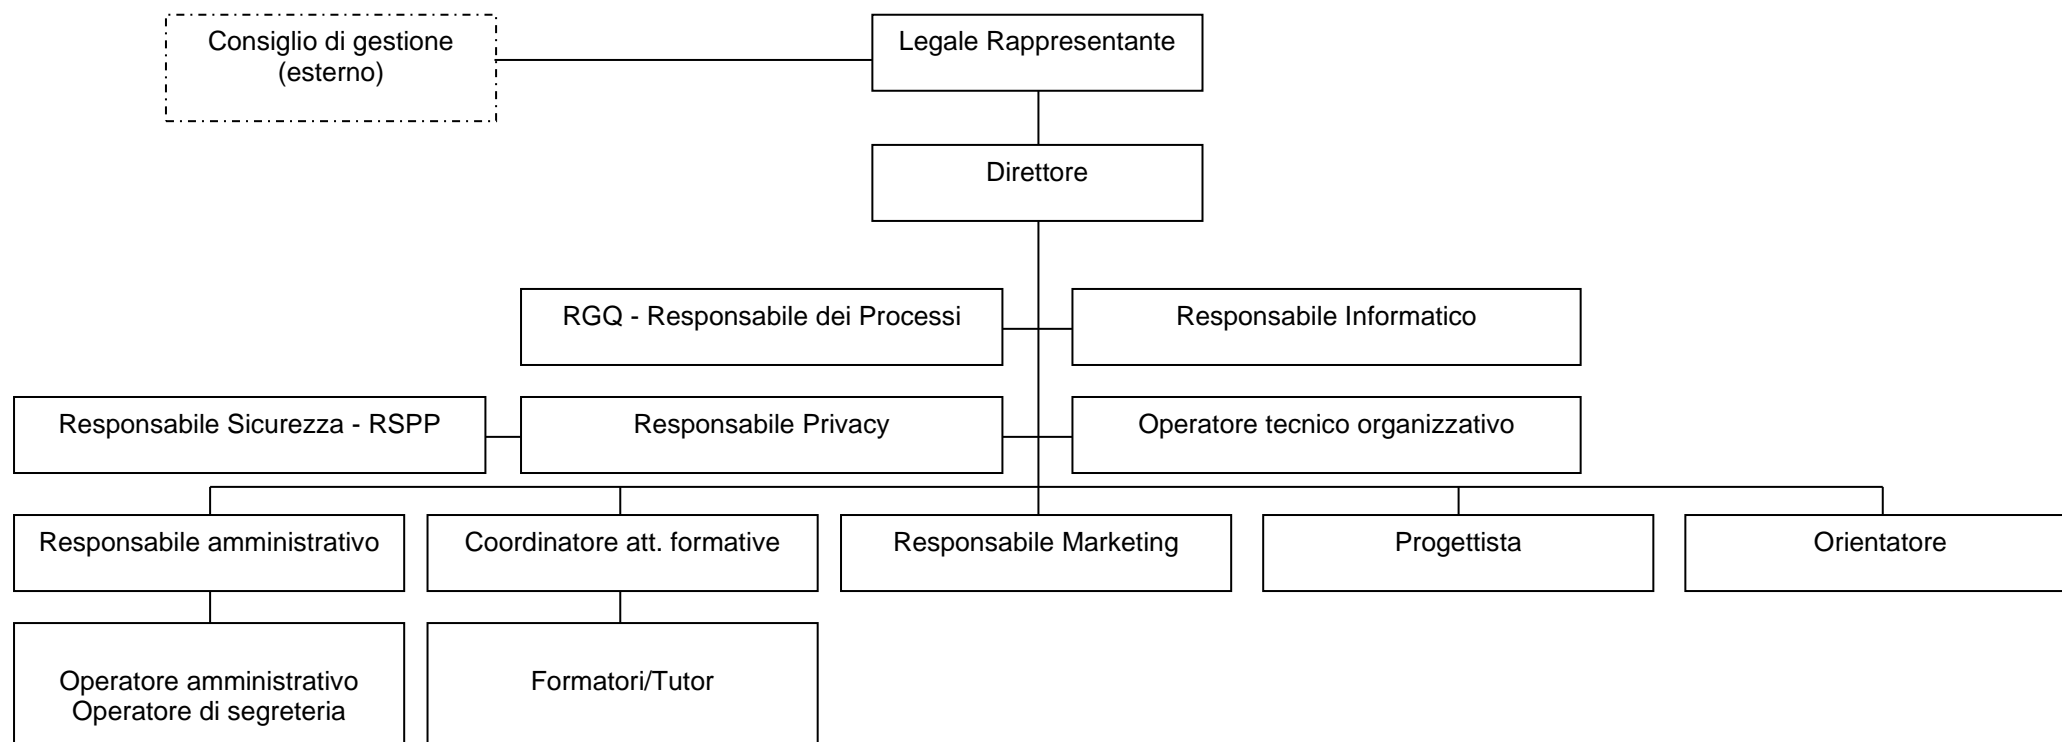 Consiglio di gestione
(esterno)
Legale Rappresentante
Direttore
RGQ - Responsabile dei Processi
Responsabile Informatico
Responsabile Sicurezza - RSPP
Responsabile Privacy
Operatore tecnico organizzativo
Responsabile amministrativo
Coordinatore att. formative
Responsabile Marketing
Progettista
Orientatore
Operatore amministrativo
Operatore di segreteria
Formatori/Tutor